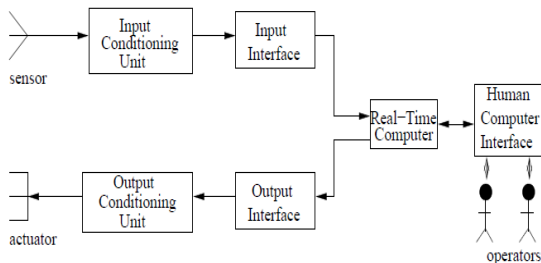 Input
Conditioning
Unit
Input
Interface
sensor
Real-Time
Computer
Human
Computer
Interface
Output
Conditioning
Unit
Output
Interface
actuator
operators